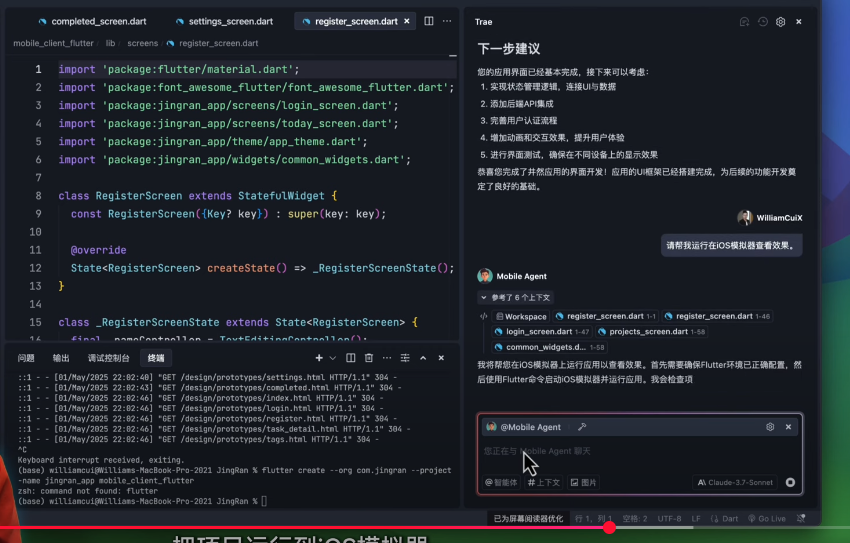 completed_screen.dart settings_screen.dart register_screen.dart
mobile_client_flutter lib screens register_screen.dart
1 import 'package:flutter/material.dart';
2 import 'package:font_awesome_flutter/font_awesome_flutter.dart';
3 import 'package:jingran_app/screens/login_screen.dart';
4 import 'package:jingran_app/screens/today_screen.dart';
5 import 'package:jingran_app/theme/app_theme.dart';
6 import 'package:jingran_app/widgets/common_widgets.dart';
7
8 class RegisterScreen extends StatefulWidget {
9 const RegisterScreen({Key? key}) : super(key: key);
10
11 @override
12 State<RegisterScreen> createState() => _RegisterScreenState();
13 }
14
15 class _RegisterScreenState extends State<RegisterScreen> {
16 final _nameController = TextEditingController();
问题 输出 调试控制台 终端
::1 - - [01/May/2025 22:02:40] "GET /design/prototypes/settings.html HTTP/1.1" 304 -
::1 - - [01/May/2025 22:02:43] "GET /design/prototypes/completed.html HTTP/1.1" 304 -
::1 - - [01/May/2025 22:02:46] "GET /design/prototypes/index.html HTTP/1.1" 304 -
::1 - - [01/May/2025 22:02:46] "GET /design/prototypes/login.html HTTP/1.1" 304 -
::1 - - [01/May/2025 22:02:46] "GET /design/prototypes/register.html HTTP/1.1" 304 -
::1 - - [01/May/2025 22:02:46] "GET /design/prototypes/task_detail.html HTTP/1.1" 304 -
::1 - - [01/May/2025 22:02:46] "GET /design/prototypes/tags.html HTTP/1.1" 304 -
^C
Keyboard interrupt received, exiting.
(base) williamcui@Williams-MacBook-Pro-2021 JingRan % flutter create --org com.jingran --project
-name jingran_app mobile_client_flutter
zsh: command not found: flutter
(base) williamcui@Williams-MacBook-Pro-2021 JingRan %
Trae
下一步建议
您的应用界面已经基本完成，接下来可以考虑：
1. 实现状态管理逻辑，连接UI与数据
2. 添加后端API集成
3. 完善用户认证流程
4. 增加动画和交互效果，提升用户体验
5. 进行界面测试，确保在不同设备上的显示效果
恭喜您完成了井然应用的界面开发！应用的UI框架已经搭建完成，为后续的功能开发奠
定了良好的基础。
WilliamCuiX
请帮我运行在iOS模拟器查看效果。
Mobile Agent
参考了 6 个上下文
Workspace register_screen.dart 1-1 register_screen.dart 1-46
login_screen.dart 1-47 projects_screen.dart 1-58
common_widgets.d... 1-58
我将帮您在iOS模拟器上运行应用以查看效果。首先需要确保Flutter环境已正确配置，然
后使用Flutter命令启动iOS模拟器并运行应用。我会检查项
@Mobile Agent
您正在与 Mobile Agent 聊天
@智能体 #上下文 图片 Claude-3.7-Sonnet
已为屏幕阅读器优化 行 1，列 1 空格: 2 UTF-8 LF Dart Go Live
把项目运行到iOS模拟器